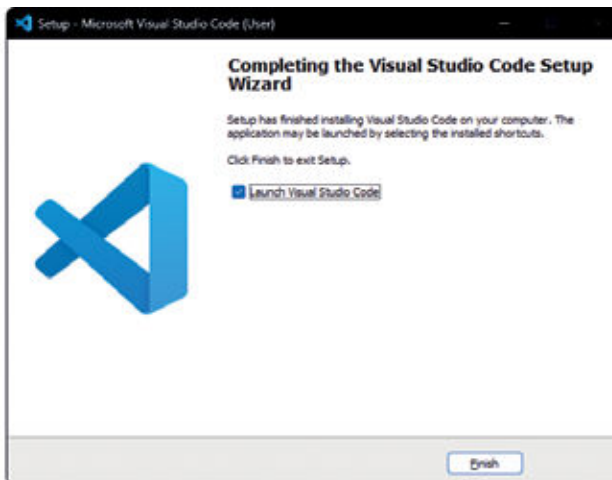 Setup - Microsoft Visual Studio Code (User)
Completing the Visual Studio Code Setup
Wizard
Setup has finished installing Visual Studio Code on your computer. The
application may be launched by selecting the installed shortcuts.
Click Finish to exit Setup.
Launch Visual Studio Code
Finish